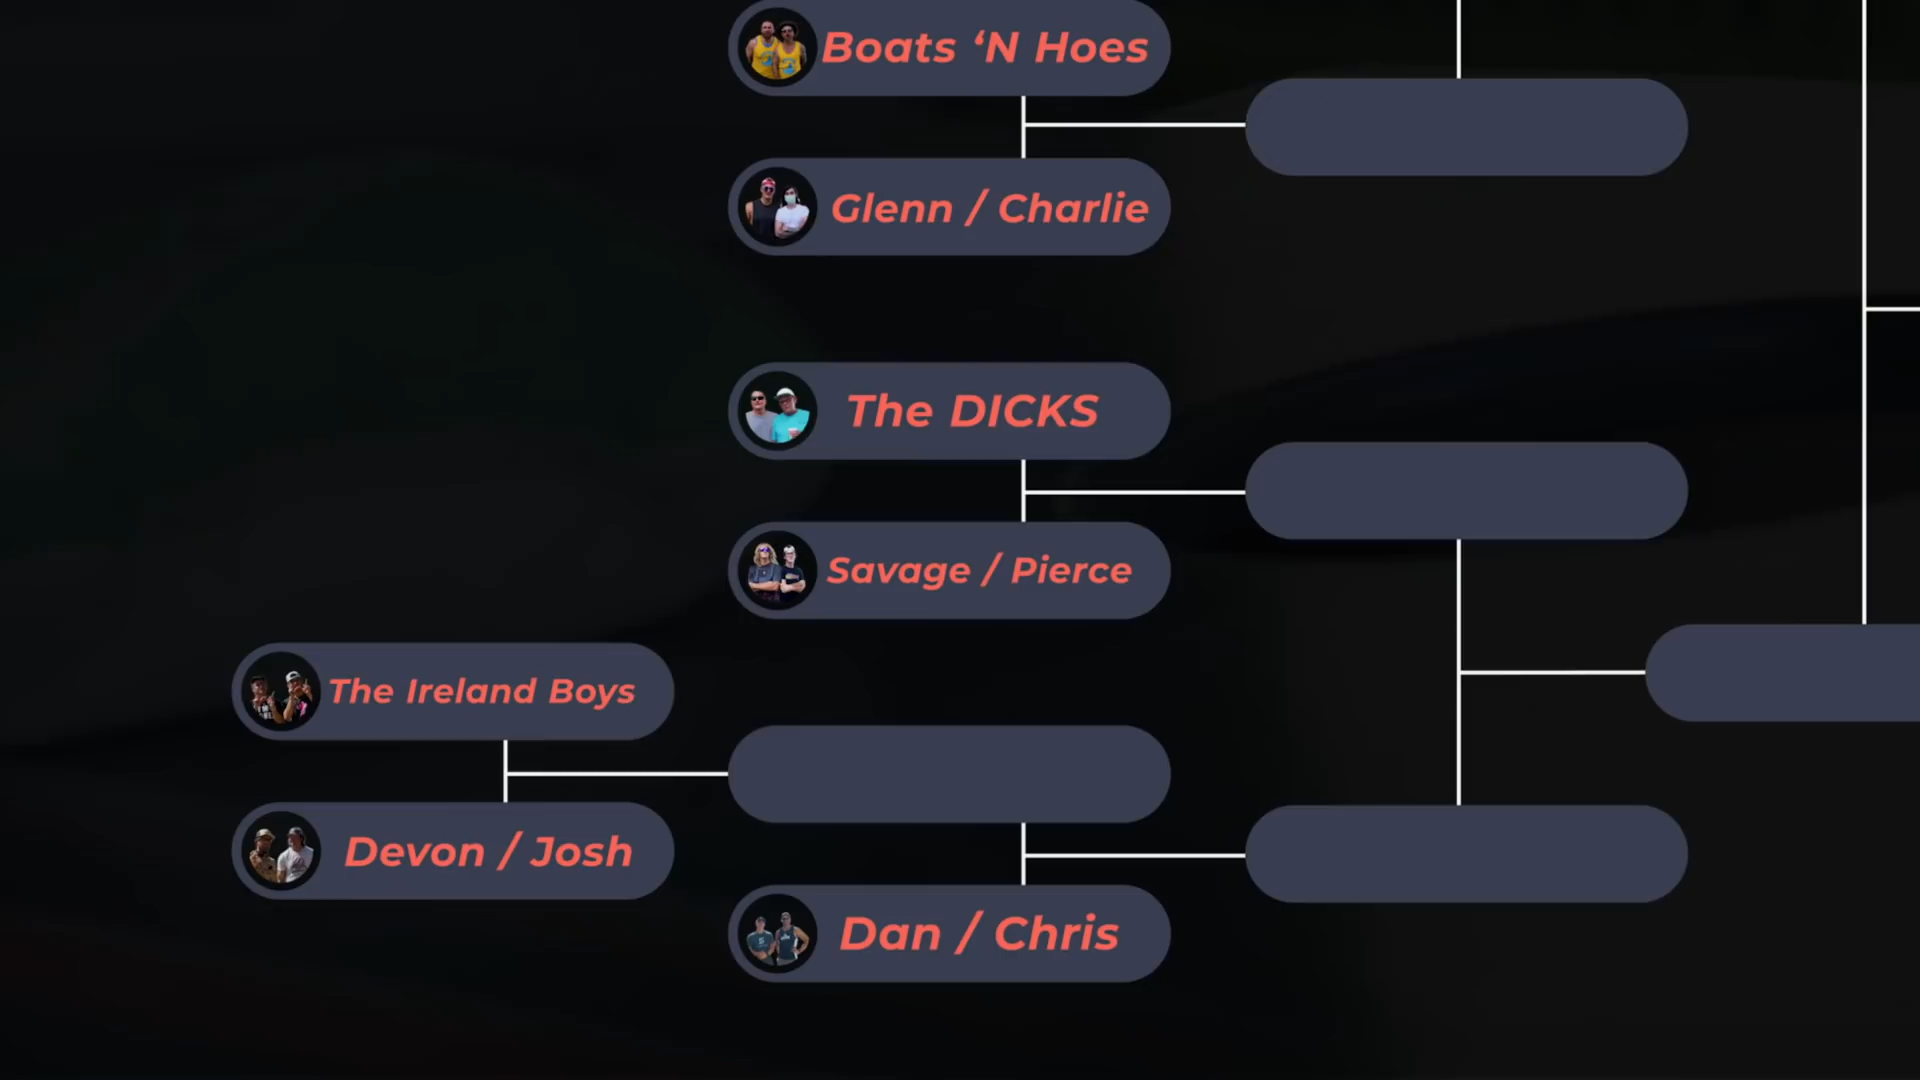 Boats ‘N Hoes
Glenn / Charlie
The DICKS
Savage / Pierce
The Ireland Boys
Devon / Josh
Dan / Chris